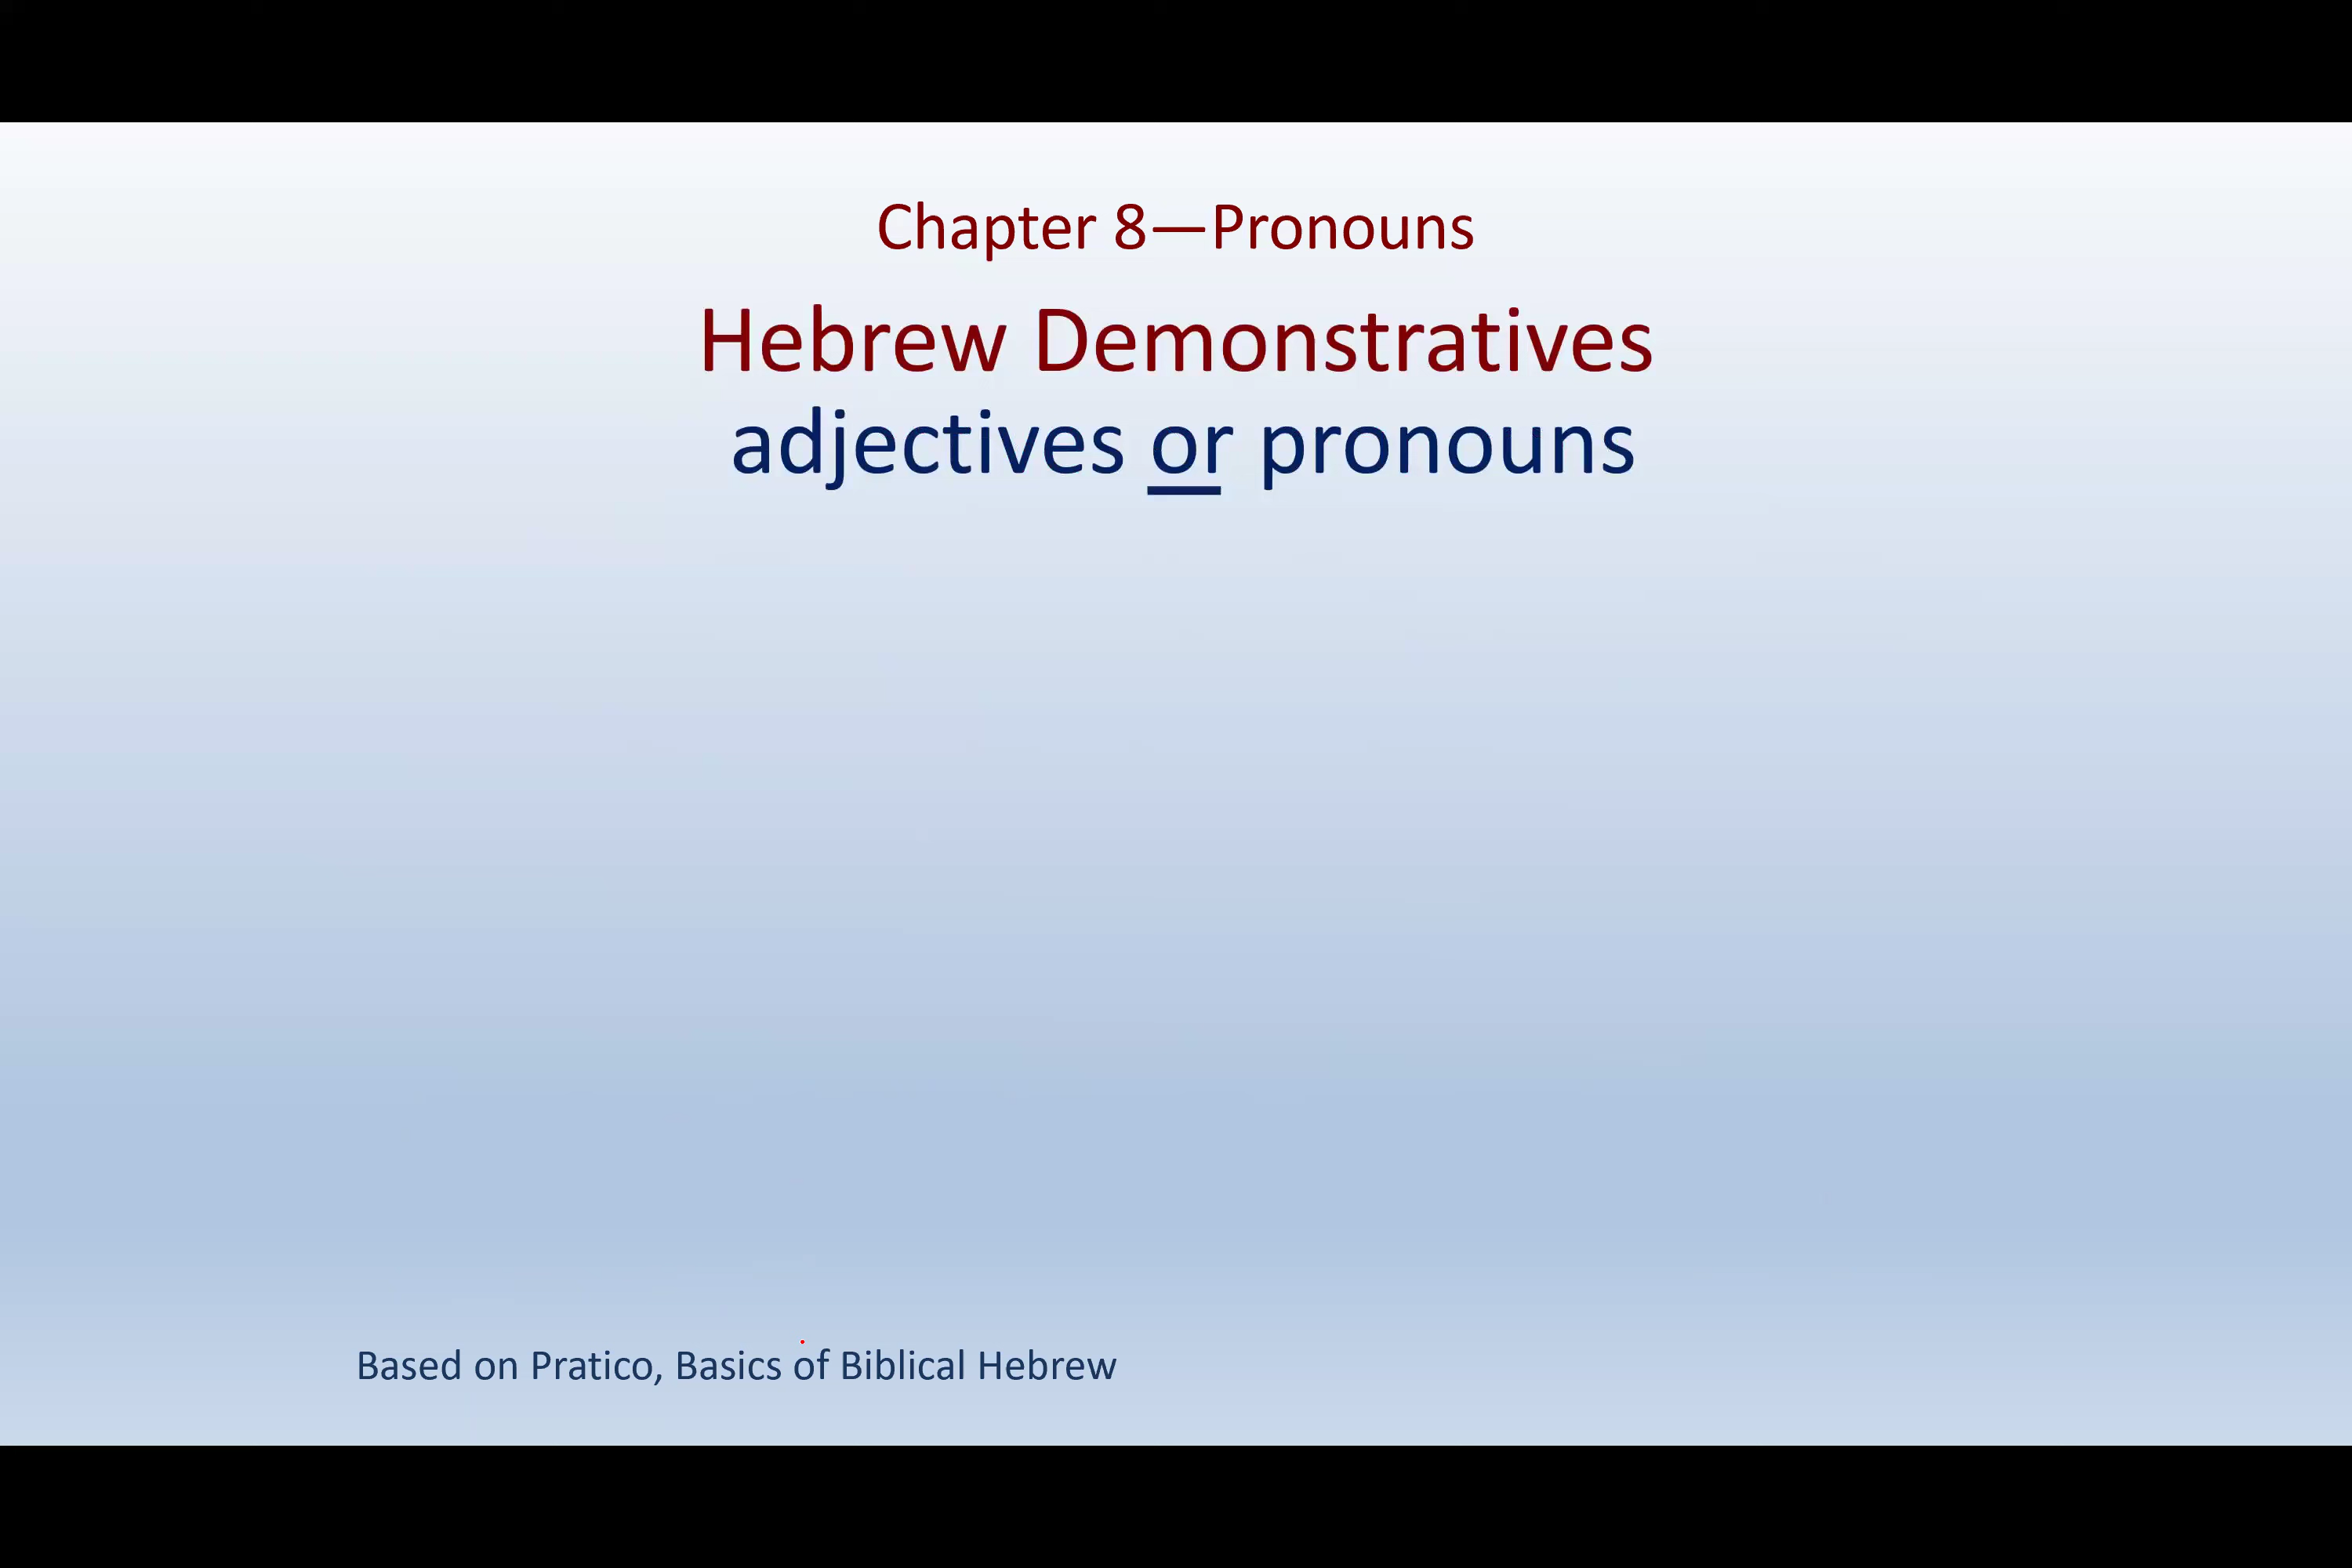 Chapter 8—Pronouns
Hebrew Demonstratives
adjectives or pronouns
Based on Pratico, Basics of Biblical Hebrew